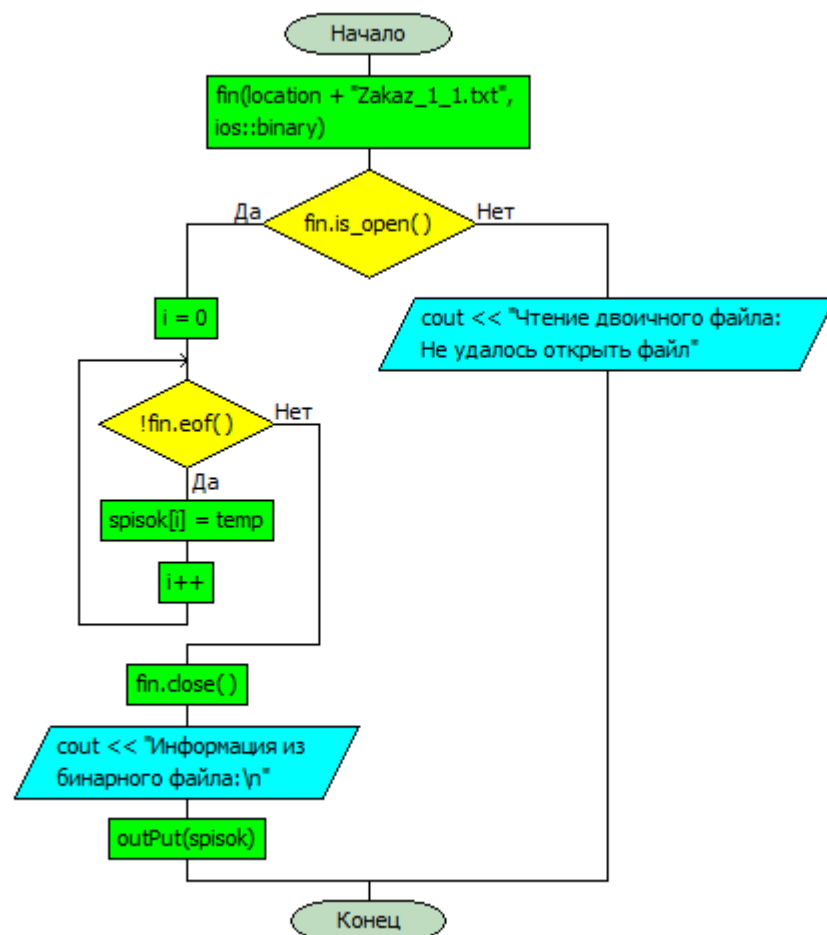 Начало
fin(location + "Zakaz_1_1.txt",
ios::binary)
Да
fin.is_open()
Нет
i = 0
cout << "Чтение двоичного файла:
Не удалось открыть файл"
!fin.eof()
Нет
Да
spisok[i] = temp
i++
fin.close()
cout << "Информация из
бинарного файла:\n"
outPut(spisok)
Конец